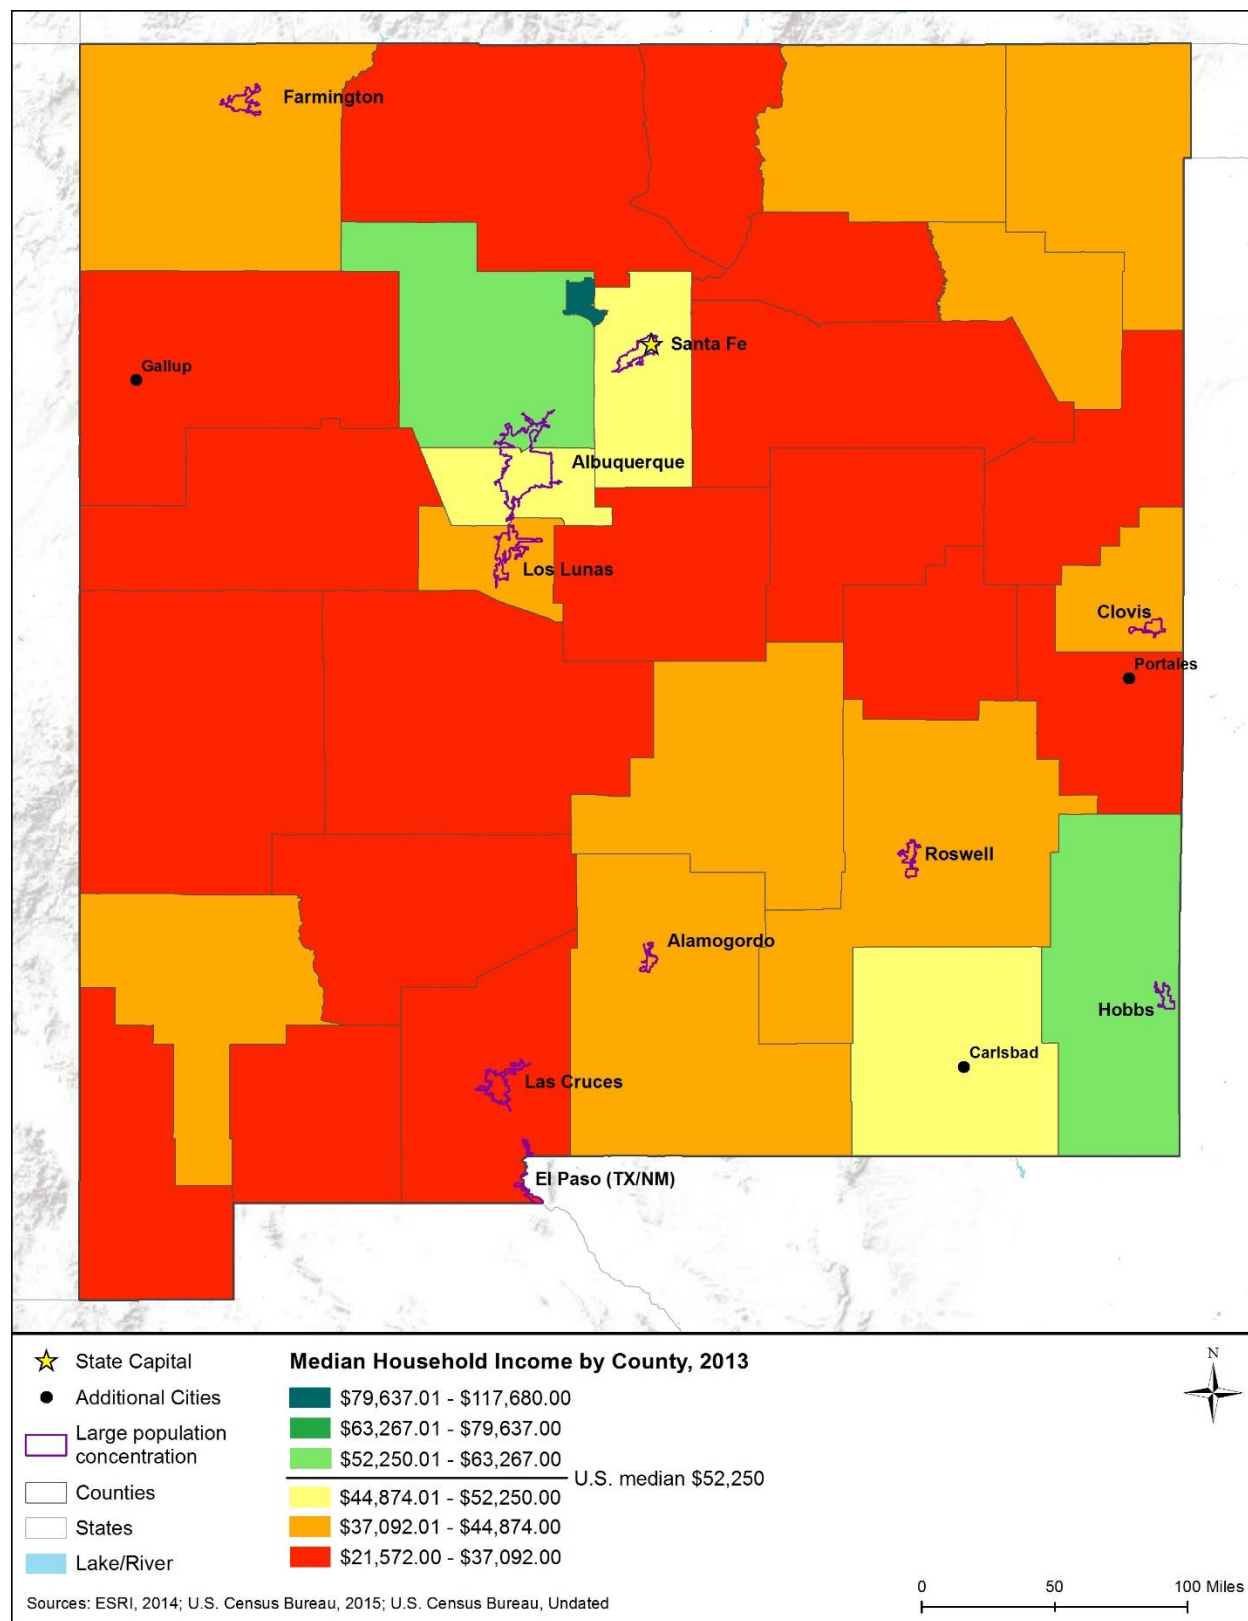 Farmington
Santa Fe
Gallup
Albuquerque
Los Lunas
Clovis
Portales
Roswell
Alamogordo
Hobbs
Carlsbad
Las Cruces
El Paso (TX/NM)
State Capital
Additional Cities
Large population
concentration
Counties
States
Lake/River
Median Household Income by County, 2013
$79,637.01 - $117,680.00
$63,267.01 - $79,637.00
$52,250.01 - $63,267.00
U.S. median $52,250
$44,874.01 - $52,250.00
$37,092.01 - $44,874.00
$21,572.00 - $37,092.00
N
Sources: ESRI, 2014; U.S. Census Bureau, 2015; U.S. Census Bureau, Undated
0 50 100 Miles